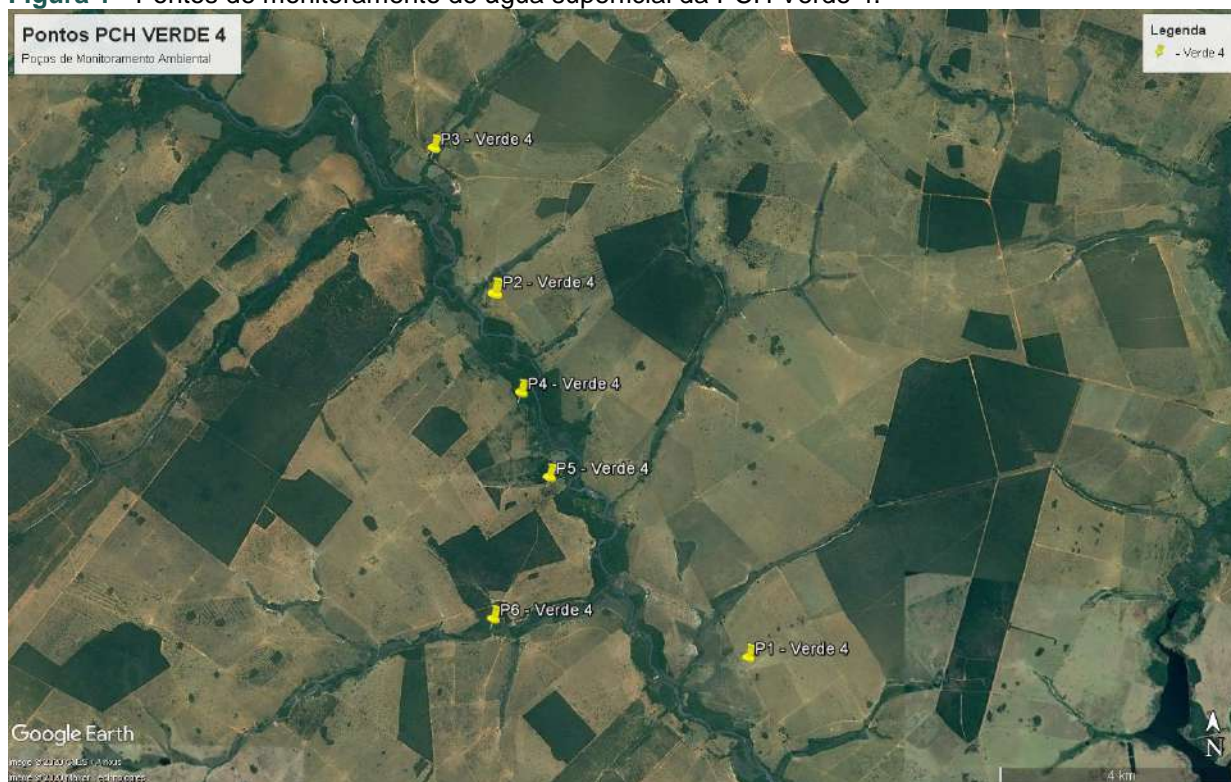 Pontos PCH VERDE 4
Poços de Monitoramento Ambiental
Legenda
- Verde 4
P3 - Verde 4
P2 - Verde 4
P4 - Verde 4
P5 - Verde 4
P6 - Verde 4
P1 - Verde 4
Google Earth
N
4 km